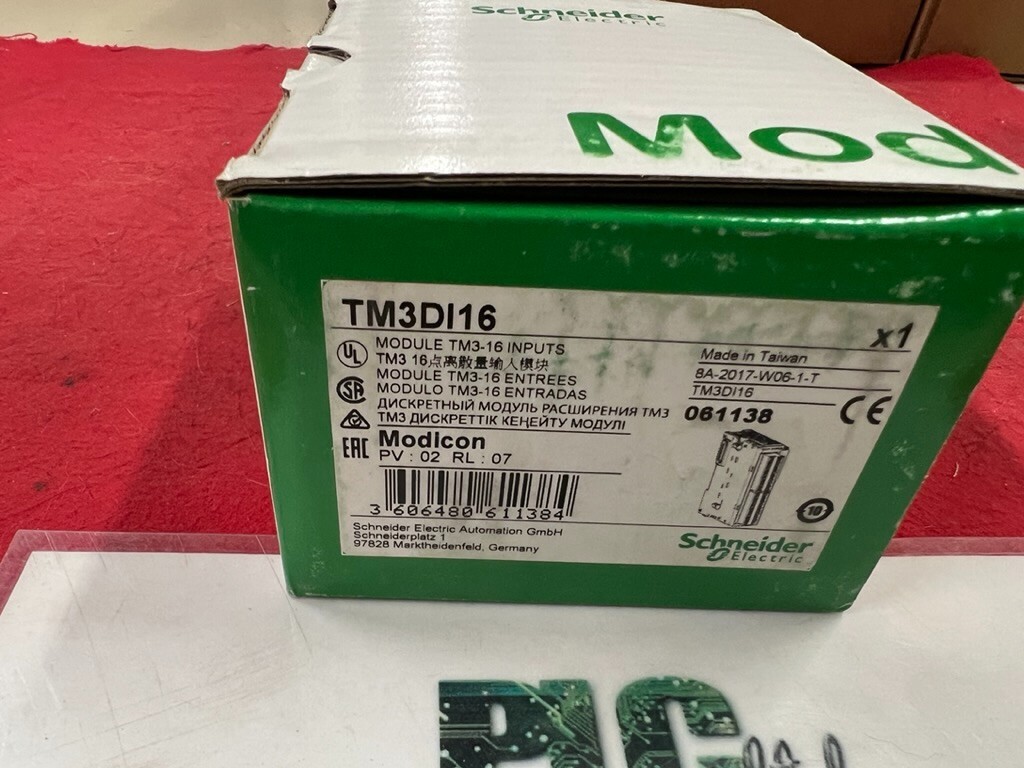 Schneider
Electric
Mod
TM3DI16
x1
MODULE TM3-16 INPUTS
TM3 16点离散量输入模块
MODULE TM3-16 ENTREES
MODULO TM3-16 ENTRADAS
ДИСКРЕТНЫЙ МОДУЛЬ РАСШИРЕНИЯ ТМ3
ТМ3 ДИСКРЕТТІК КЕҢЕЙТУ МОДУЛІ
Made in Taiwan
8A-2017-W06-1-T
TM3DI16
061138
CE
UL
SA
EAC
Modicon
PV : 02 RL : 07
3 606480 611384
10
Schneider Electric Automation GmbH
Schneiderplatz 1
97828 Marktheidenfeld, Germany
Schneider
Electric